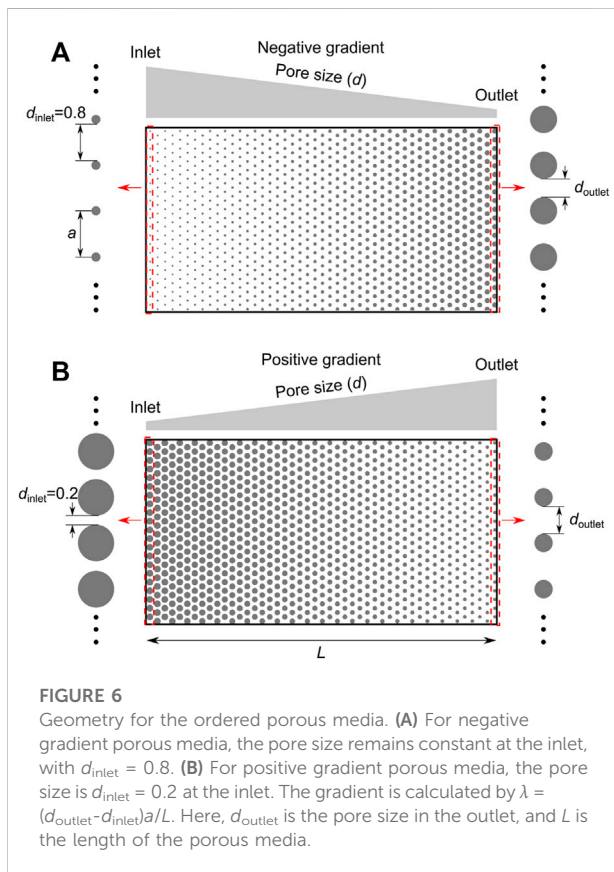 A
Negative gradient
Inlet
Pore size (d)
Outlet
d_inlet=0.8
d_outlet
a
B
Positive gradient
Outlet
Pore size (d)
Inlet
d_inlet=0.2
d_outlet
L
FIGURE 6
Geometry for the ordered porous media. (A) For negative
gradient porous media, the pore size remains constant at the inlet,
with d_inlet = 0.8. (B) For positive gradient porous media, the pore
size is d_inlet = 0.2 at the inlet. The gradient is calculated by λ =
(d_outlet-d_inlet)a/L. Here, d_outlet is the pore size in the outlet, and L is
the length of the porous media.